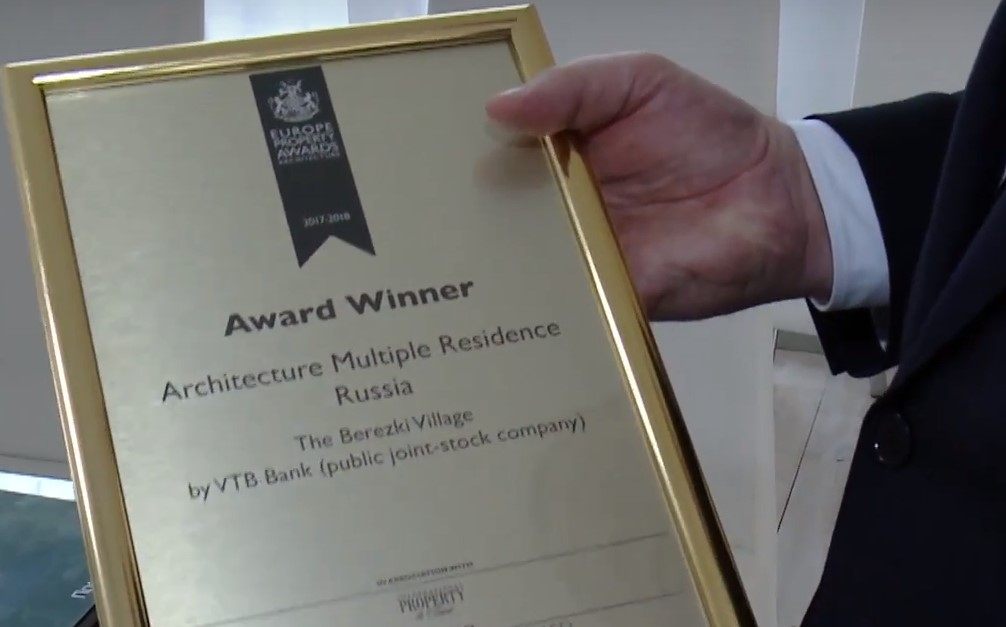 EUROPE
PROPERTY
AWARDS
ARCHITECTURE
2017-2018
Award Winner
Architecture Multiple Residence
Russia
The Berezki Village
by VTB Bank (public joint-stock company)
IN ASSOCIATION WITH
PROPERTY